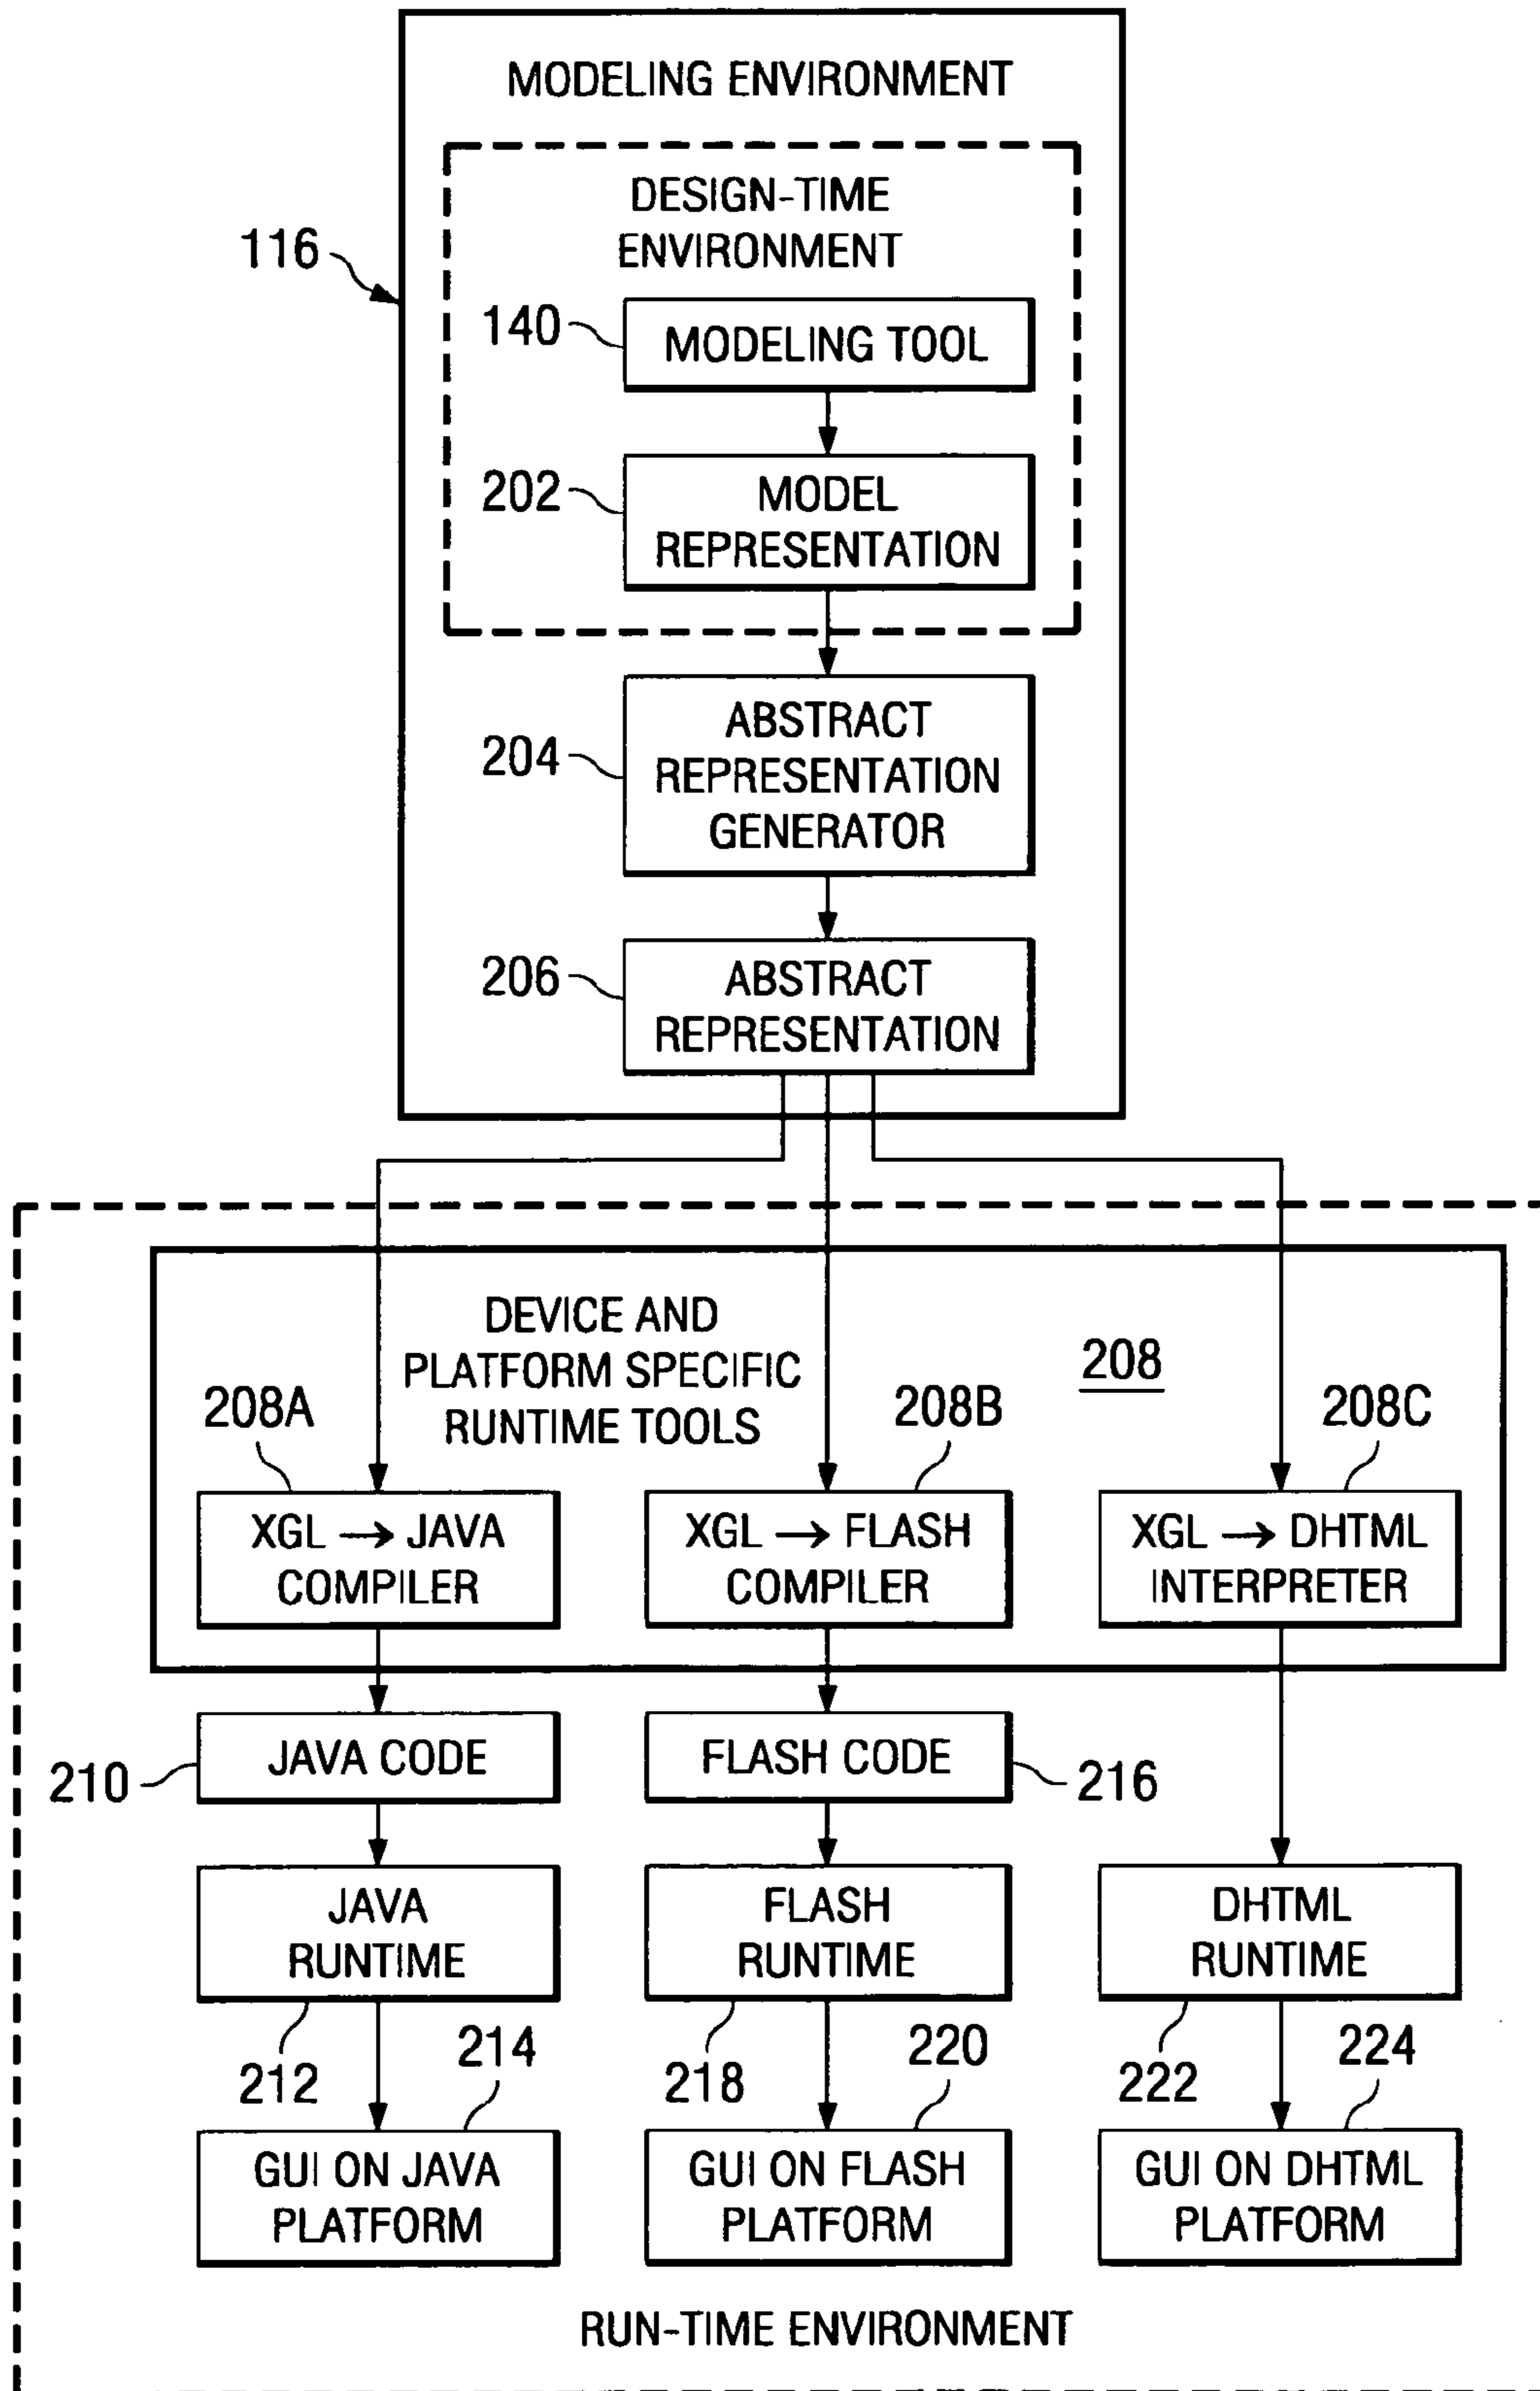 MODELING ENVIRONMENT
DESIGN-TIME
ENVIRONMENT
116
140
MODELING TOOL
202
MODEL
REPRESENTATION
204
ABSTRACT
REPRESENTATION
GENERATOR
206
ABSTRACT
REPRESENTATION
DEVICE AND
PLATFORM SPECIFIC
RUNTIME TOOLS
208
208A
208B
208C
XGL → JAVA
COMPILER
XGL → FLASH
COMPILER
XGL → DHTML
INTERPRETER
210
JAVA CODE
FLASH CODE
216
JAVA
RUNTIME
FLASH
RUNTIME
DHTML
RUNTIME
212
214
218
220
222
224
GUI ON JAVA
PLATFORM
GUI ON FLASH
PLATFORM
GUI ON DHTML
PLATFORM
RUN-TIME ENVIRONMENT